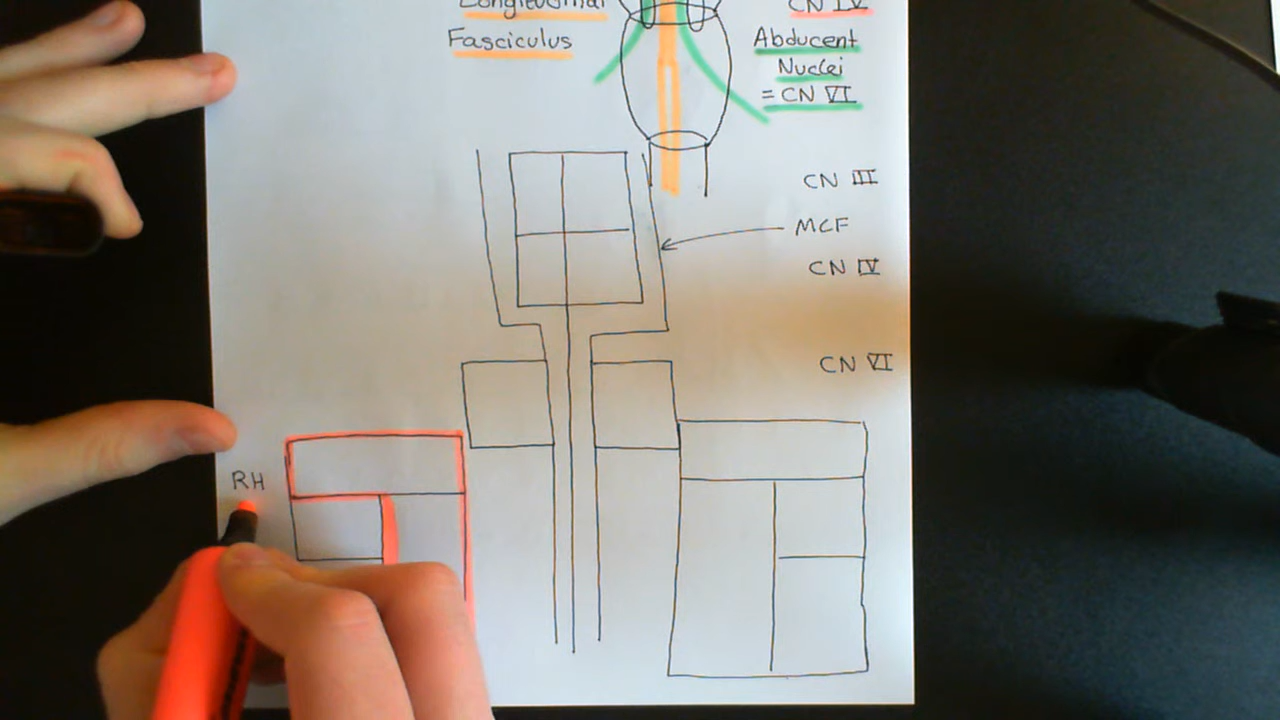 Longitudinal
Fasciculus
CN IV
Abducent
Nuclei
= CN VI
CN III
MCF
CN IV
CN VI
RH